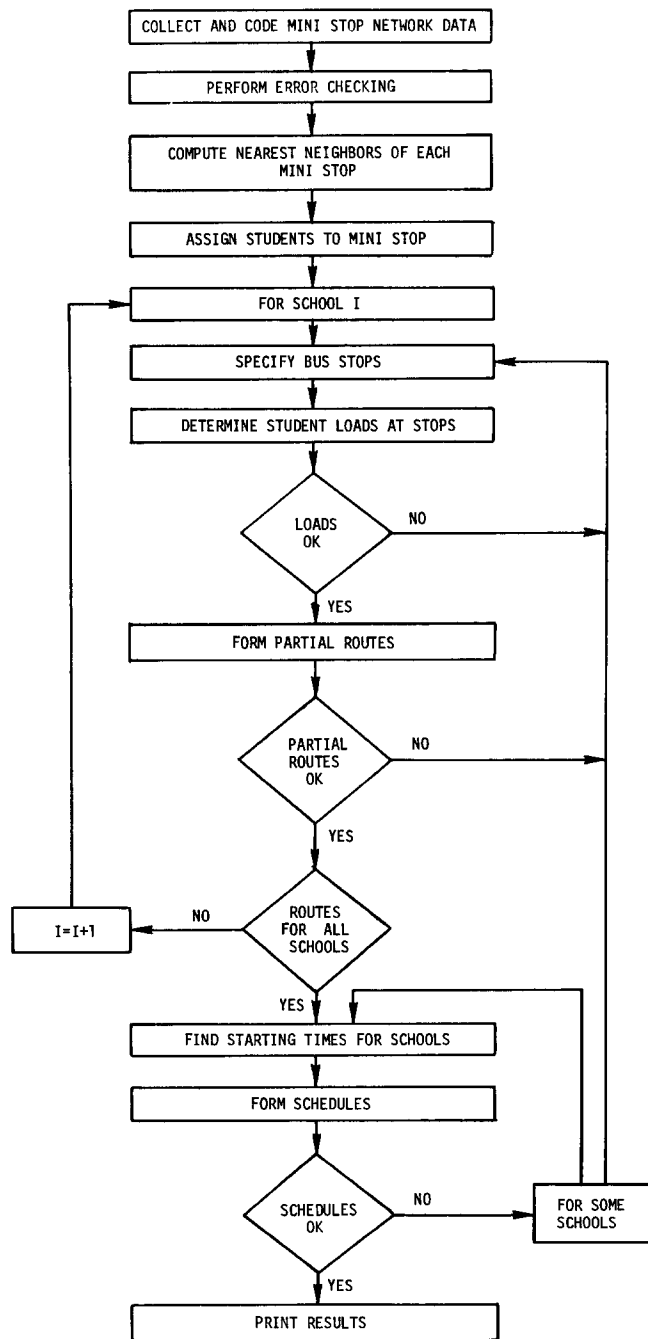 COLLECT AND CODE MINI STOP NETWORK DATA
PERFORM ERROR CHECKING
COMPUTE NEAREST NEIGHBORS OF EACH
MINI STOP
ASSIGN STUDENTS TO MINI STOP
FOR SCHOOL I
SPECIFY BUS STOPS
DETERMINE STUDENT LOADS AT STOPS
LOADS
OK
NO
YES
FORM PARTIAL ROUTES
PARTIAL
ROUTES
OK
NO
YES
ROUTES
FOR ALL
SCHOOLS
NO
I=I+1
YES
FIND STARTING TIMES FOR SCHOOLS
FORM SCHEDULES
SCHEDULES
OK
NO
FOR SOME
SCHOOLS
YES
PRINT RESULTS